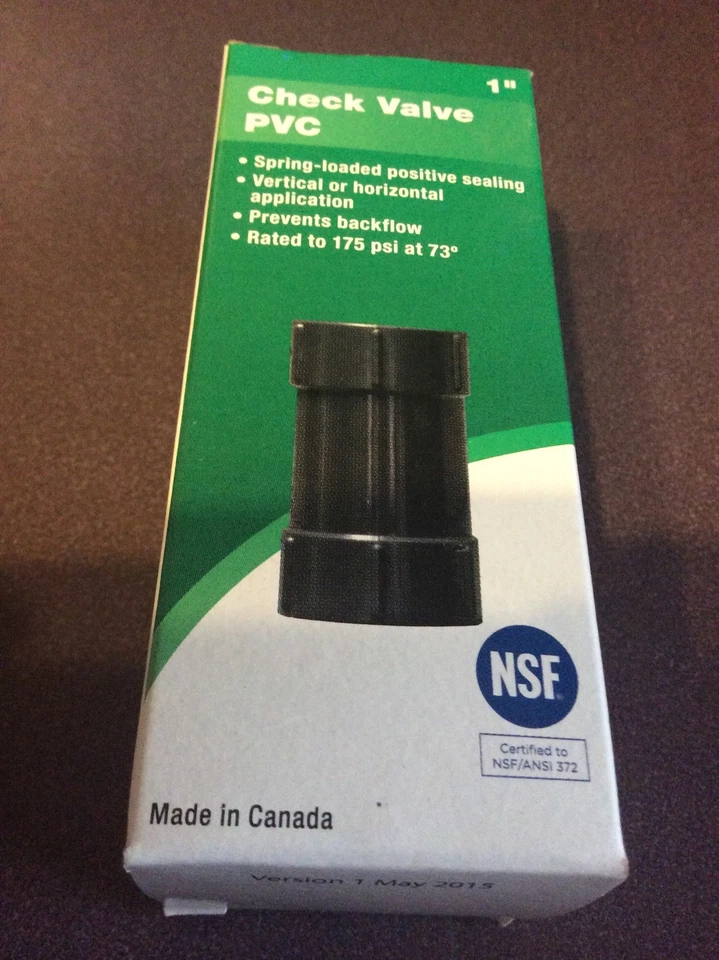 1"
Check Valve
PVC
• Spring-loaded positive sealing
• Vertical or horizontal
application
• Prevents backflow
• Rated to 175 psi at 73º
NSF
Certified to
NSF/ANSI 372
Made in Canada
Version 1 May 2015